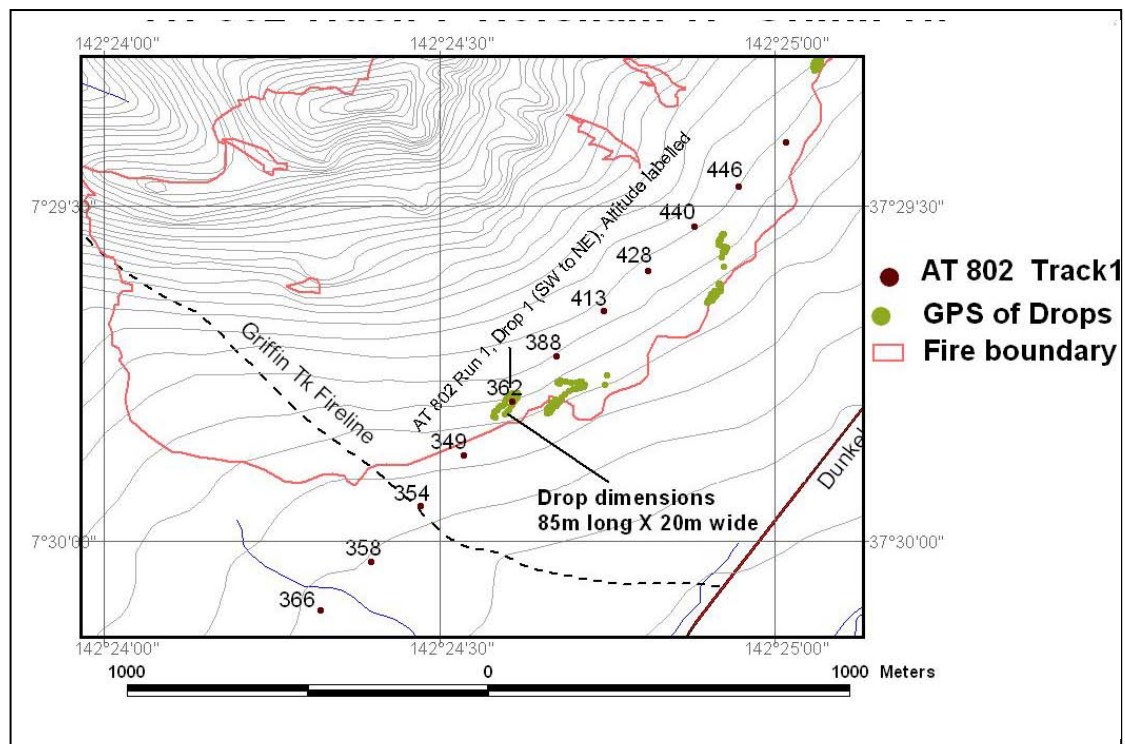 142°24'00"
142°24'30"
142°25'00"
446
7°29'30"
440
37°29'30"
428
AT 802 Track1
413
GPS of Drops
388
Fire boundary
AT 802 Run 1, Drop 1 (SW to NE), Altitude labelled
Griffin Tk Fireline
362
349
Dunkel
354
Drop dimensions
85m long X 20m wide
7°30'00"
358
37°30'00"
366
142°24'00"
142°24'30"
142°25'00"
1000
0
1000 Meters